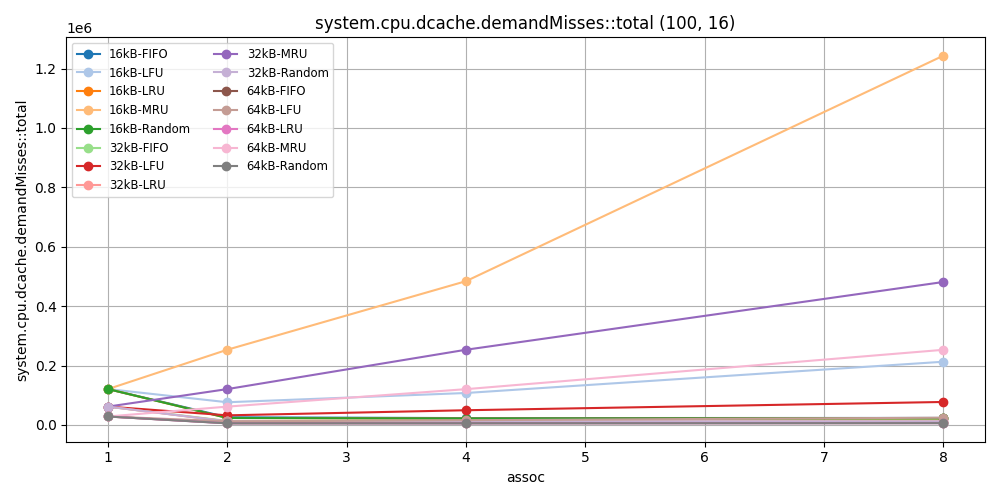 system.cpu.dcache.demandMisses::total (100, 16)
1e6
16kB-FIFO
16kB-LFU
16kB-LRU
16kB-MRU
16kB-Random
32kB-FIFO
32kB-LFU
32kB-LRU
32kB-MRU
32kB-Random
64kB-FIFO
64kB-LFU
64kB-LRU
64kB-MRU
64kB-Random
system.cpu.dcache.demandMisses::total
1.2
1.0
0.8
0.6
0.4
0.2
0.0
1 2 3 4 5 6 7 8
assoc